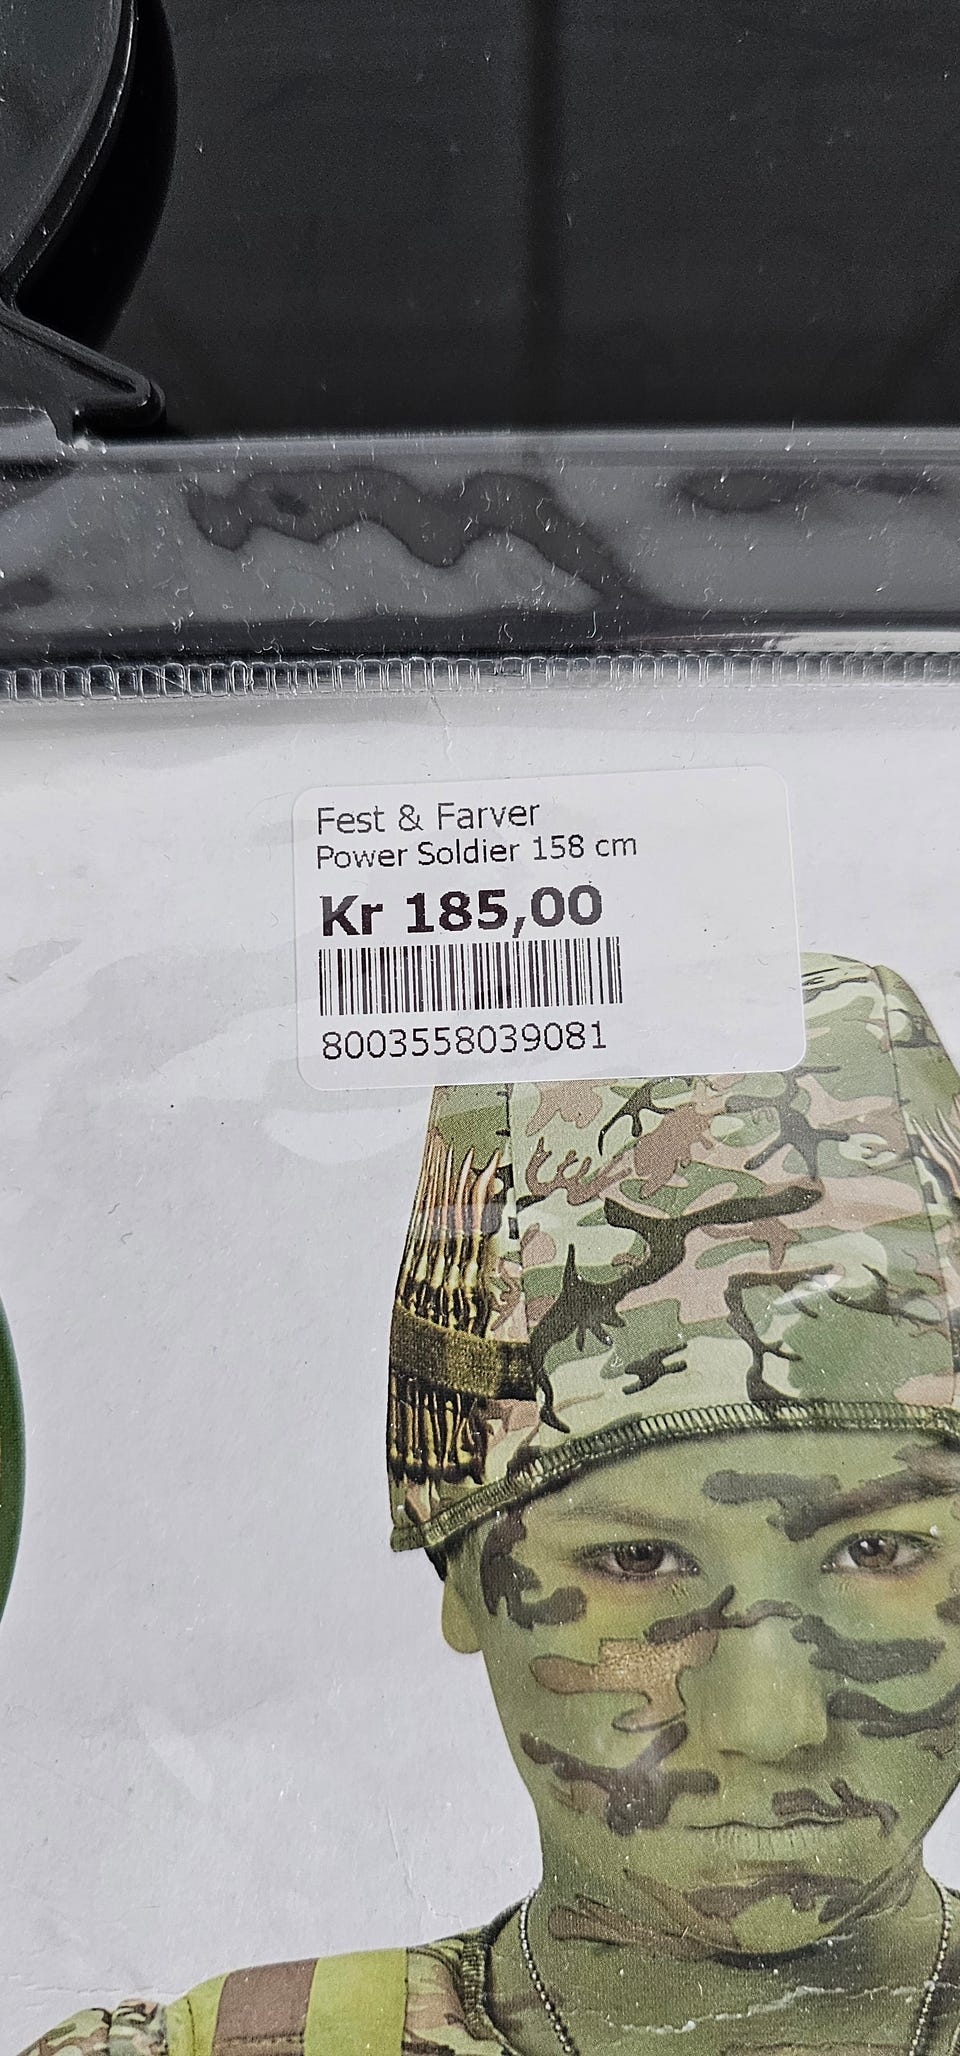 Fest & Farver
Power Soldier 158 cm
Kr 185,00
8003558039081